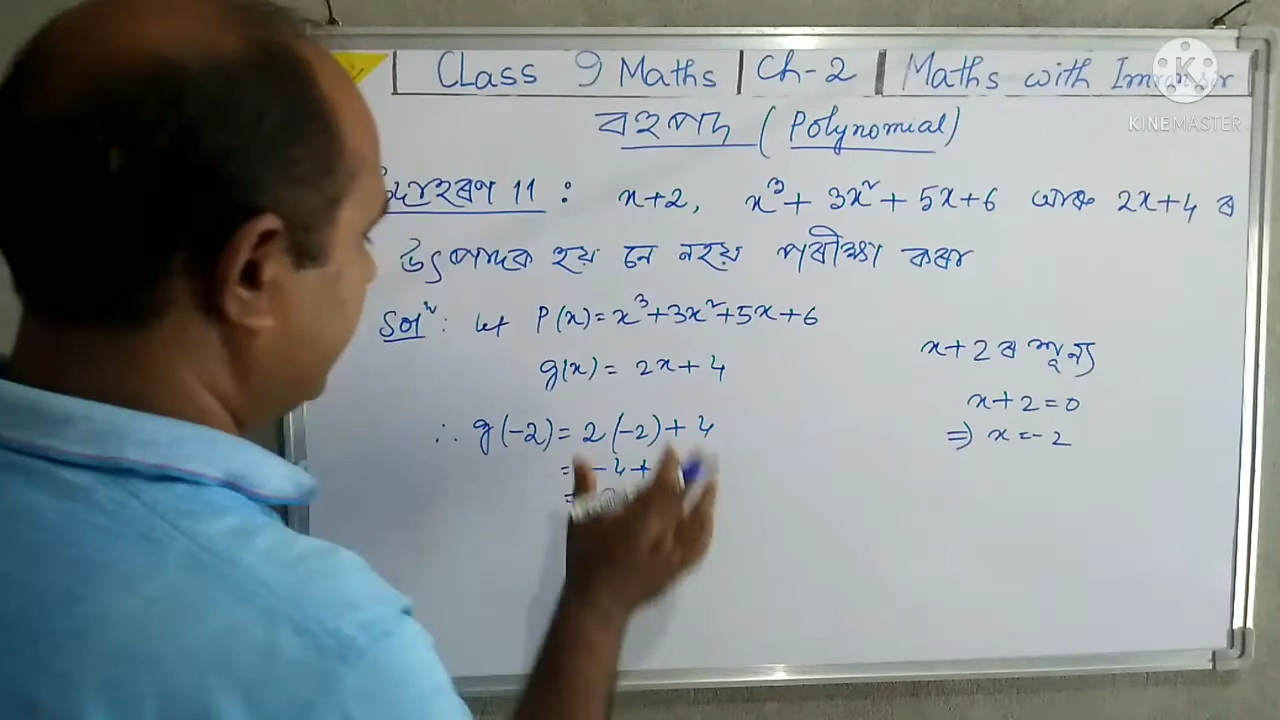 Class 9 Maths | Ch-2 | Maths with Imran Sir
KINEMASTER
বহুপদ (Polynomial)
উদাহৰণ 11 : x+2, x³+ 3x²+ 5x+6 আৰু 2x+4 ৰ
উৎপাদক হয় নে নহয় পৰীক্ষা কৰা
Solⁿ: Let P(x)= x³+3x²+5x+6
g(x)= 2x+4
∴ g(-2)= 2(-2)+4
= -4+
=
x+2 ৰ শূন্য
x+2=0
⇒ x=-2